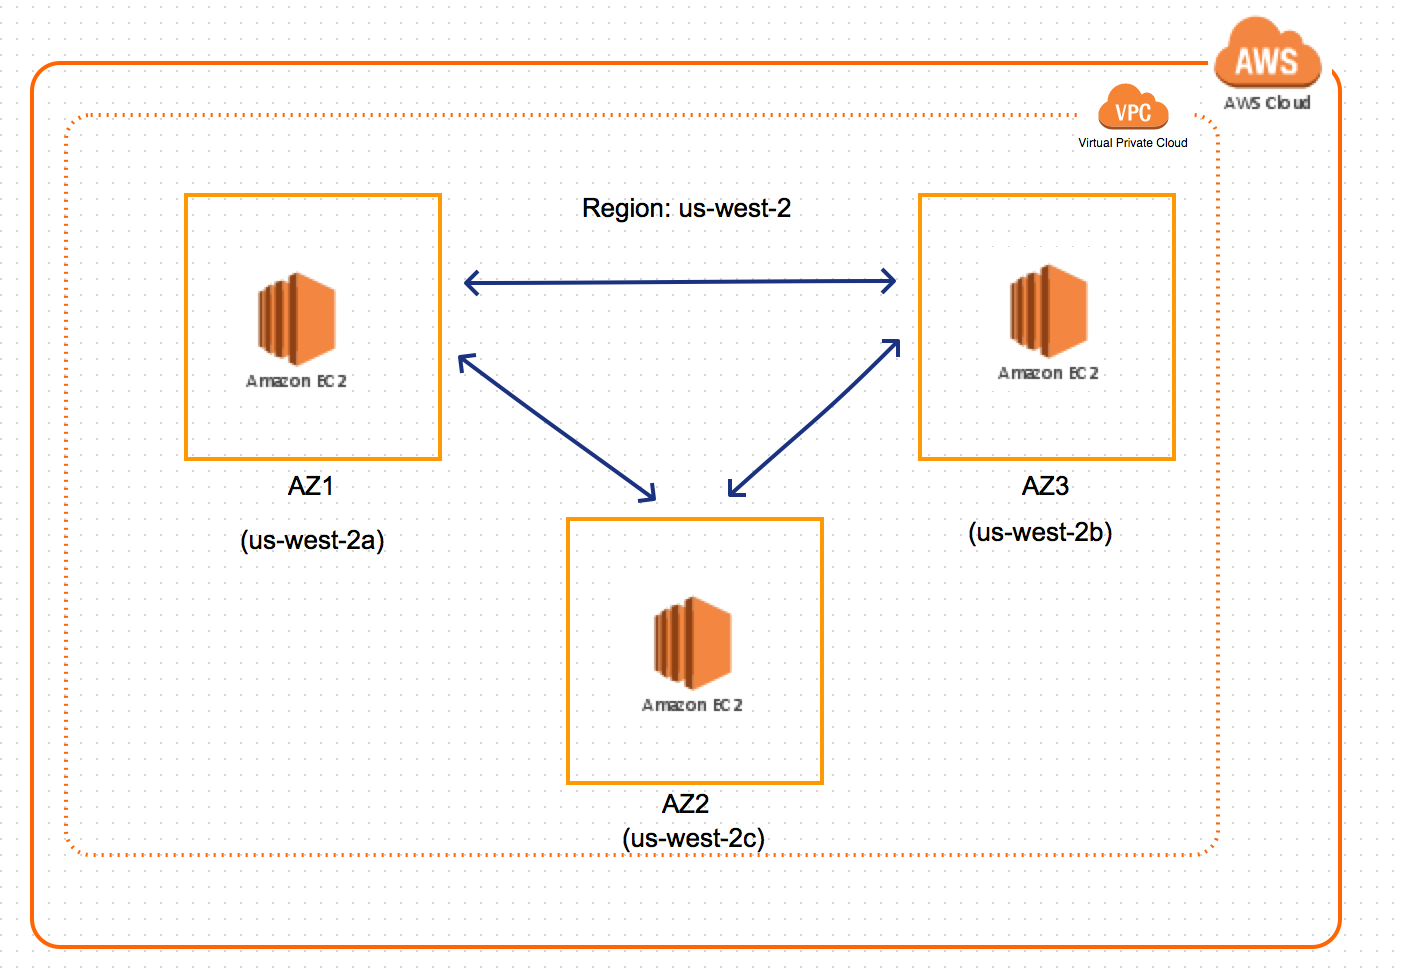 AWS
AWS Cloud
VPC
Virtual Private Cloud
Region: us-west-2
Amazon EC2
Amazon EC2
AZ1
AZ3
(us-west-2a)
(us-west-2b)
Amazon EC2
AZ2
(us-west-2c)